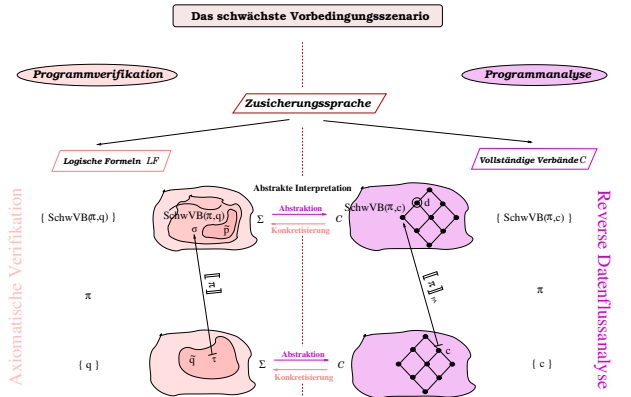 Das schwächste Vorbedingungsszenario
Programmverifikation
Programmanalyse
Zusicherungssprache
Logische Formeln LF
Vollständige Verbände C
Abstrakte Interpretation
Axiomatische Verifikation
{ SchwVB(π,q) }
SchwVB(π,q)
σ
p̃
Σ
Abstraktion
Konkretisierung
C
SchwVB(π,c)
d
{ SchwVB(π,c) }
Reverse Datenflussanalyse
π
⟦ π ⟧
⟦ π ⟧
π
{ q }
q̃
τ
Σ
Abstraktion
Konkretisierung
C
c
{ c }